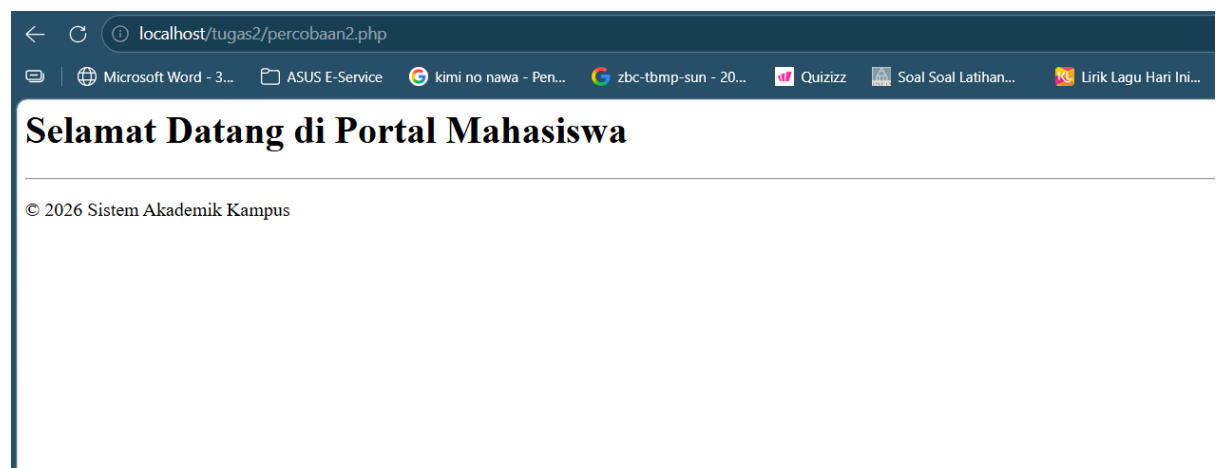 localhost/tugas2/percobaan2.php
Microsoft Word - 3... ASUS E-Service kimi no nawa - Pen... zbc-tbmp-sun - 20... Quizizz Soal Soal Latihan... Lirik Lagu Hari Ini...
Selamat Datang di Portal Mahasiswa
© 2026 Sistem Akademik Kampus